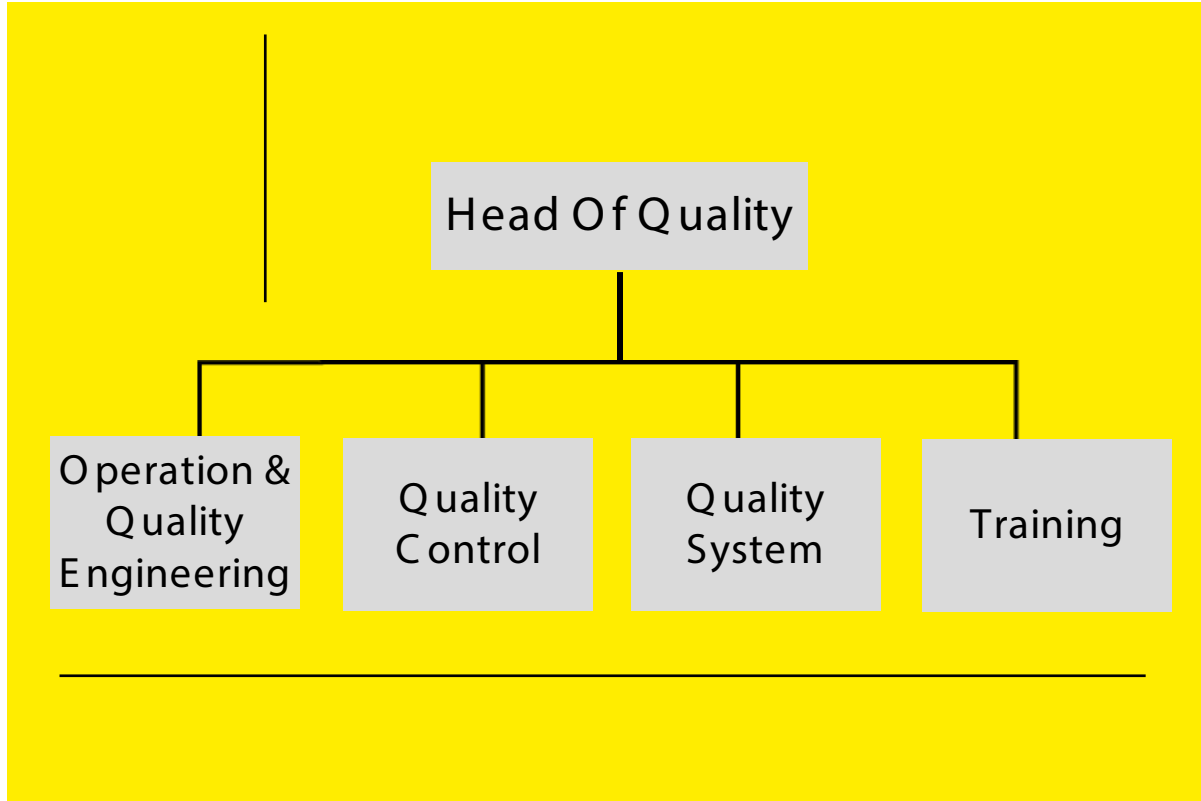 Head Of Quality
Operation &
Quality
Engineering
Quality
Control
Quality
System
Training